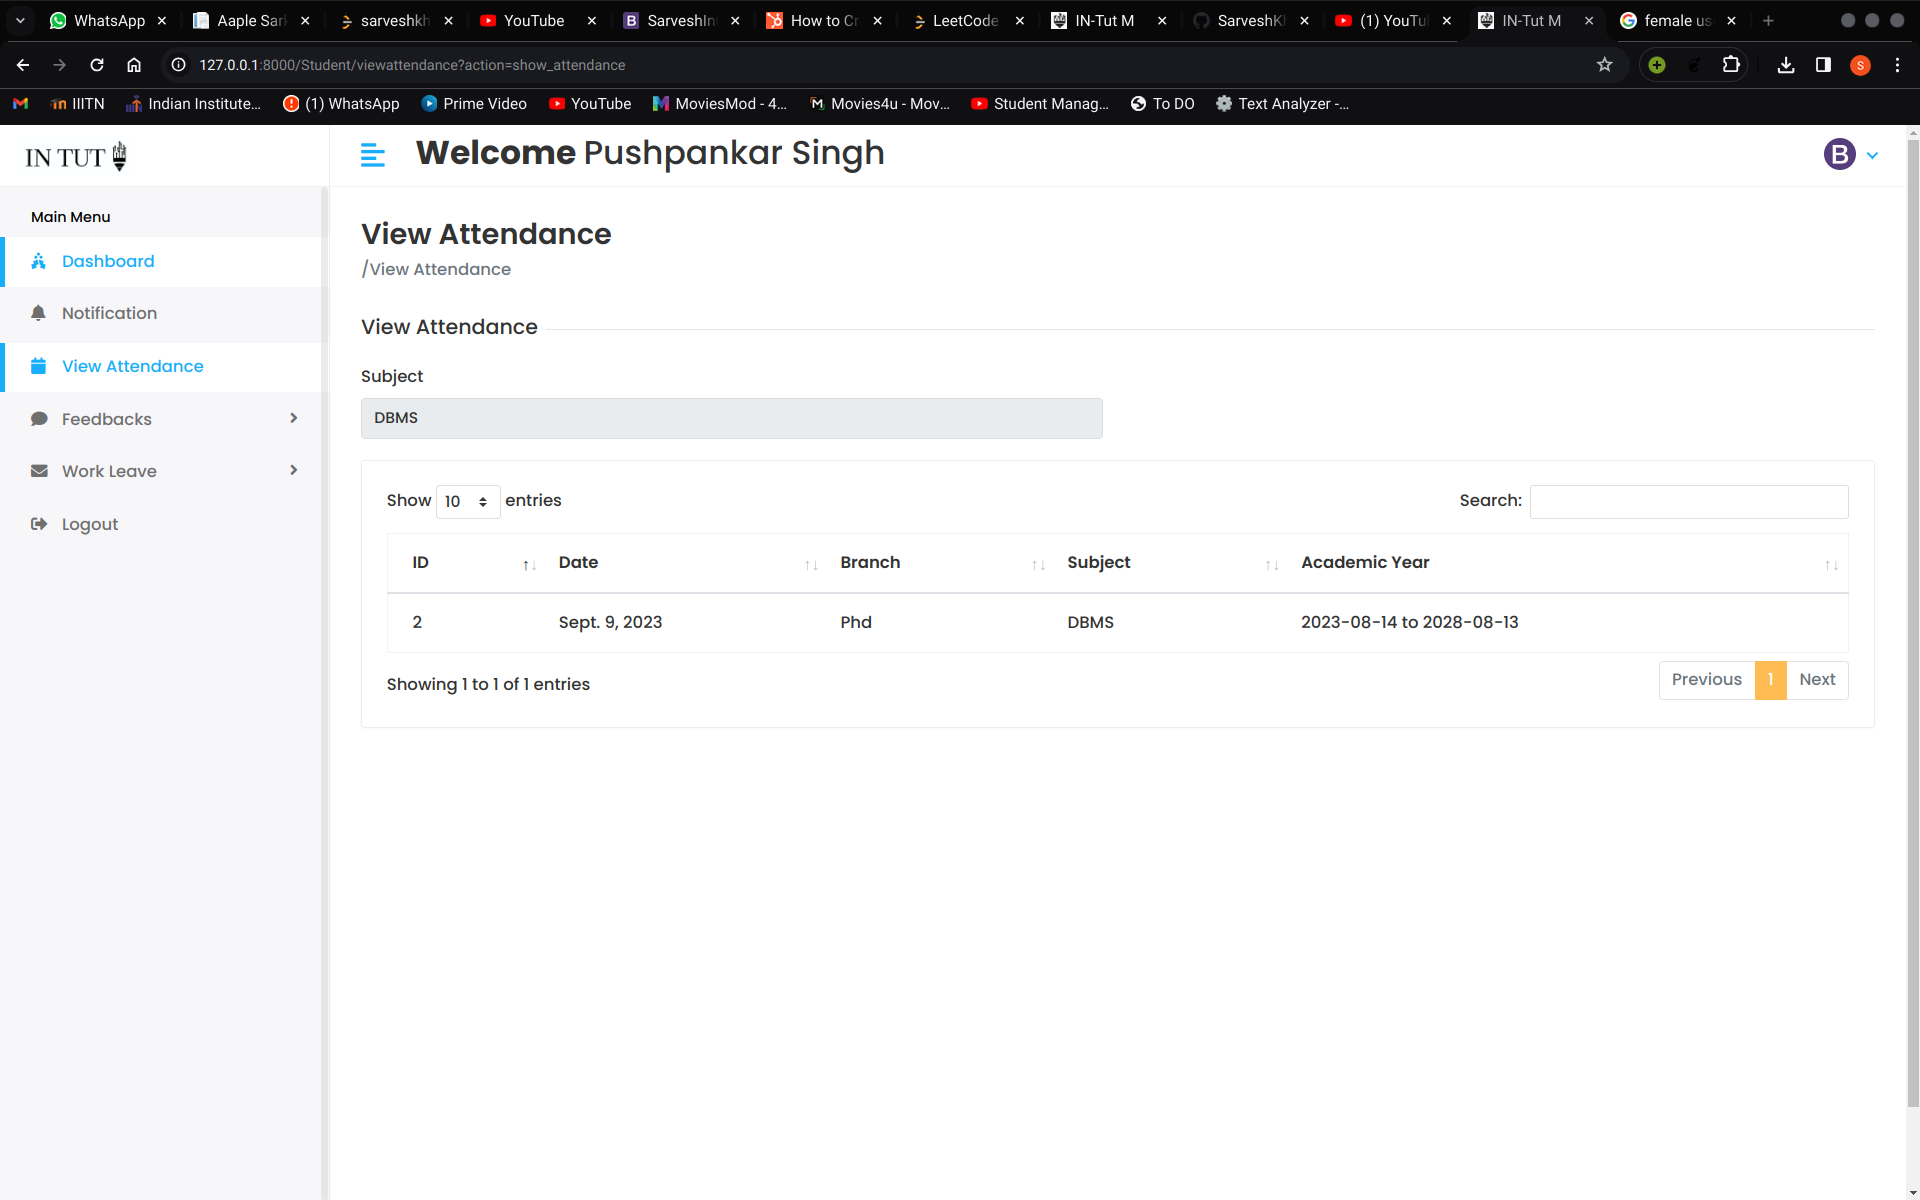 WhatsApp Aaple Sar sarveshkh YouTube SarveshIn How to Cr LeetCode IN-Tut M SarveshK (1) YouTu IN-Tut M female us
127.0.0.1:8000/Student/viewattendance?action=show_attendance S
IIITN Indian Institute... (1) WhatsApp Prime Video YouTube MoviesMod - 4... Movies4u - Mov... Student Manag... To DO Text Analyzer -...
IN TUT
Welcome Pushpankar Singh
B
Main Menu
Dashboard
Notification
View Attendance
Feedbacks
Work Leave
Logout
View Attendance
/View Attendance
View Attendance
Subject
DBMS
Show 10 entries Search:
ID Date Branch Subject Academic Year
2 Sept. 9, 2023 Phd DBMS 2023-08-14 to 2028-08-13
Showing 1 to 1 of 1 entries Previous 1 Next